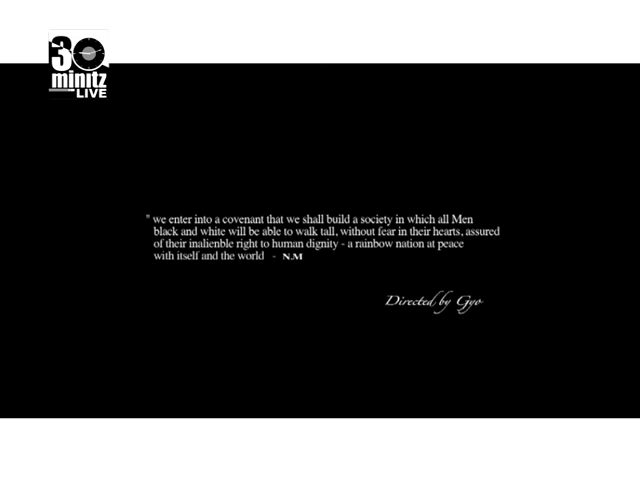 30
minitz
LIVE
" we enter into a covenant that we shall build a society in which all Men
black and white will be able to walk tall, without fear in their hearts, assured
of their inalienble right to human dignity - a rainbow nation at peace
with itself and the world - N.M
Directed by Gyo